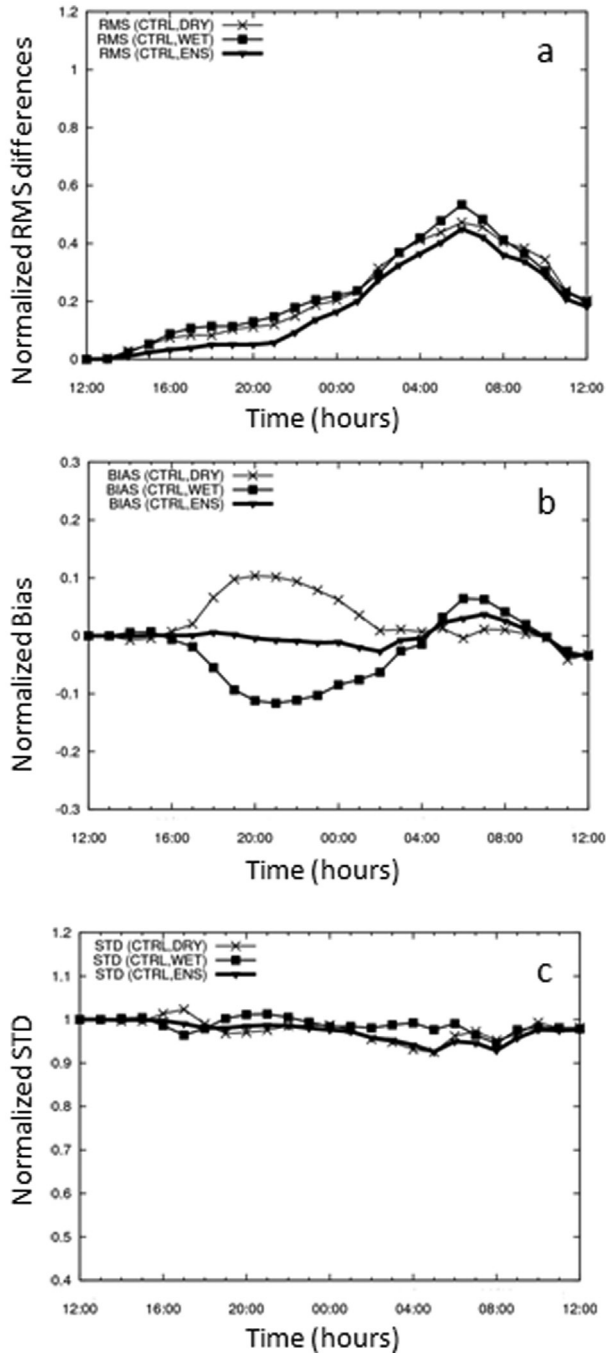 RMS (CTRL,DRY)
RMS (CTRL,WET)
RMS (CTRL,ENS)
a
Normalized RMS differences
1.2
1
0.8
0.6
0.4
0.2
0
12:00 16:00 20:00 00:00 04:00 08:00 12:00
Time (hours)
BIAS (CTRL,DRY)
BIAS (CTRL,WET)
BIAS (CTRL,ENS)
b
Normalized Bias
0.3
0.2
0.1
0
-0.1
-0.2
-0.3
12:00 16:00 20:00 00:00 04:00 08:00 12:00
Time (hours)
STD (CTRL,DRY)
STD (CTRL,WET)
STD (CTRL,ENS)
c
Normalized STD
1.2
1.1
1
0.9
0.8
0.7
0.6
0.5
0.4
12:00 16:00 20:00 00:00 04:00 08:00 12:00
Time (hours)